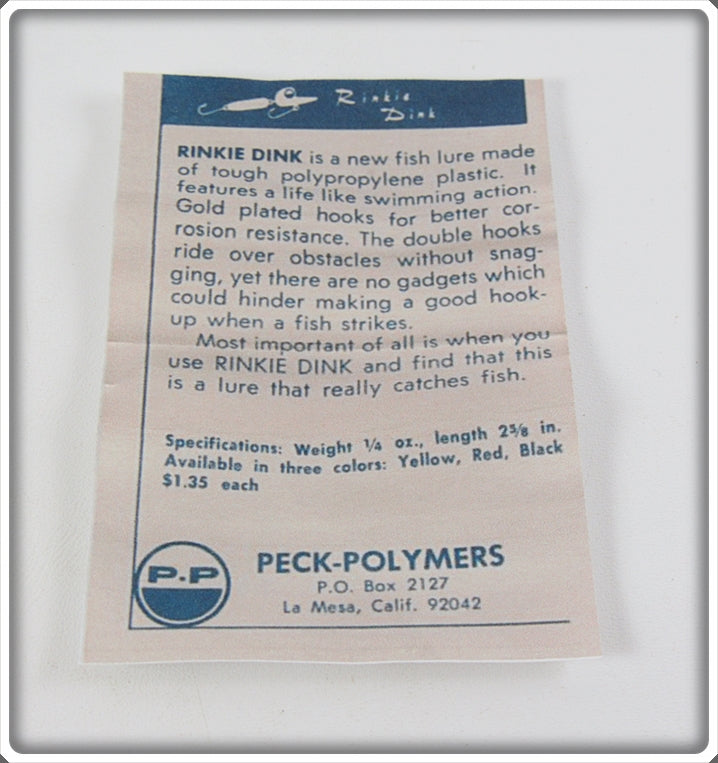 Rinkie
Dink
RINKIE DINK is a new fish lure made
of tough polypropylene plastic. It
features a life like swimming action.
Gold plated hooks for better cor-
rosion resistance. The double hooks
ride over obstacles without snag-
ging, yet there are no gadgets which
could hinder making a good hook-
up when a fish strikes.
Most important of all is when you
use RINKIE DINK and find that this
is a lure that really catches fish.
Specifications: Weight 1/4 oz., length 2 5/8 in.
Available in three colors: Yellow, Red, Black
$1.35 each
P.P
PECK-POLYMERS
P.O. Box 2127
La Mesa, Calif. 92042